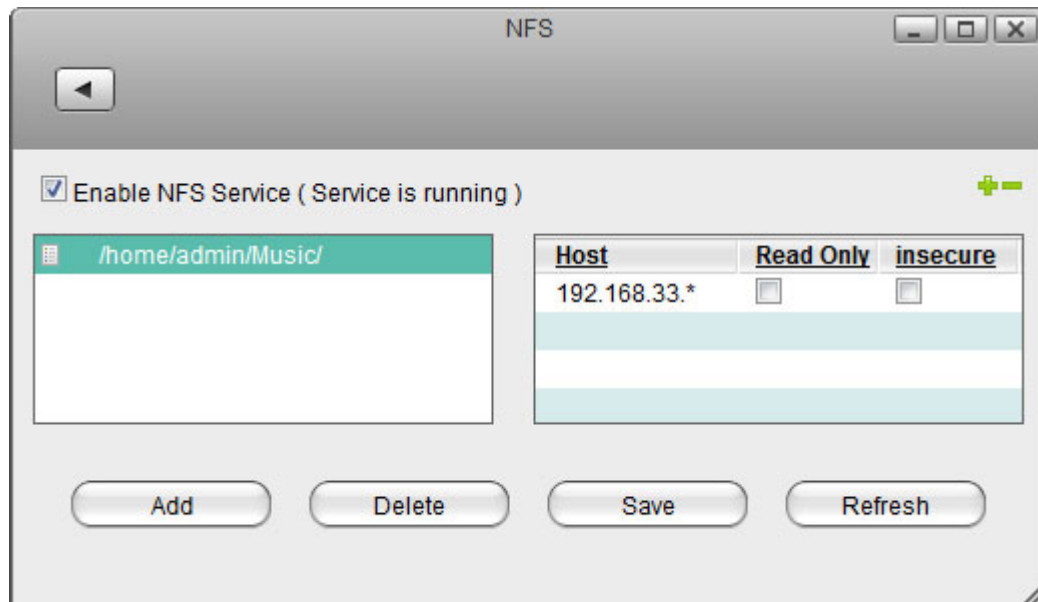 NFS
Enable NFS Service ( Service is running )
/home/admin/Music/
Host Read Only insecure
192.168.33.*
Add Delete Save Refresh